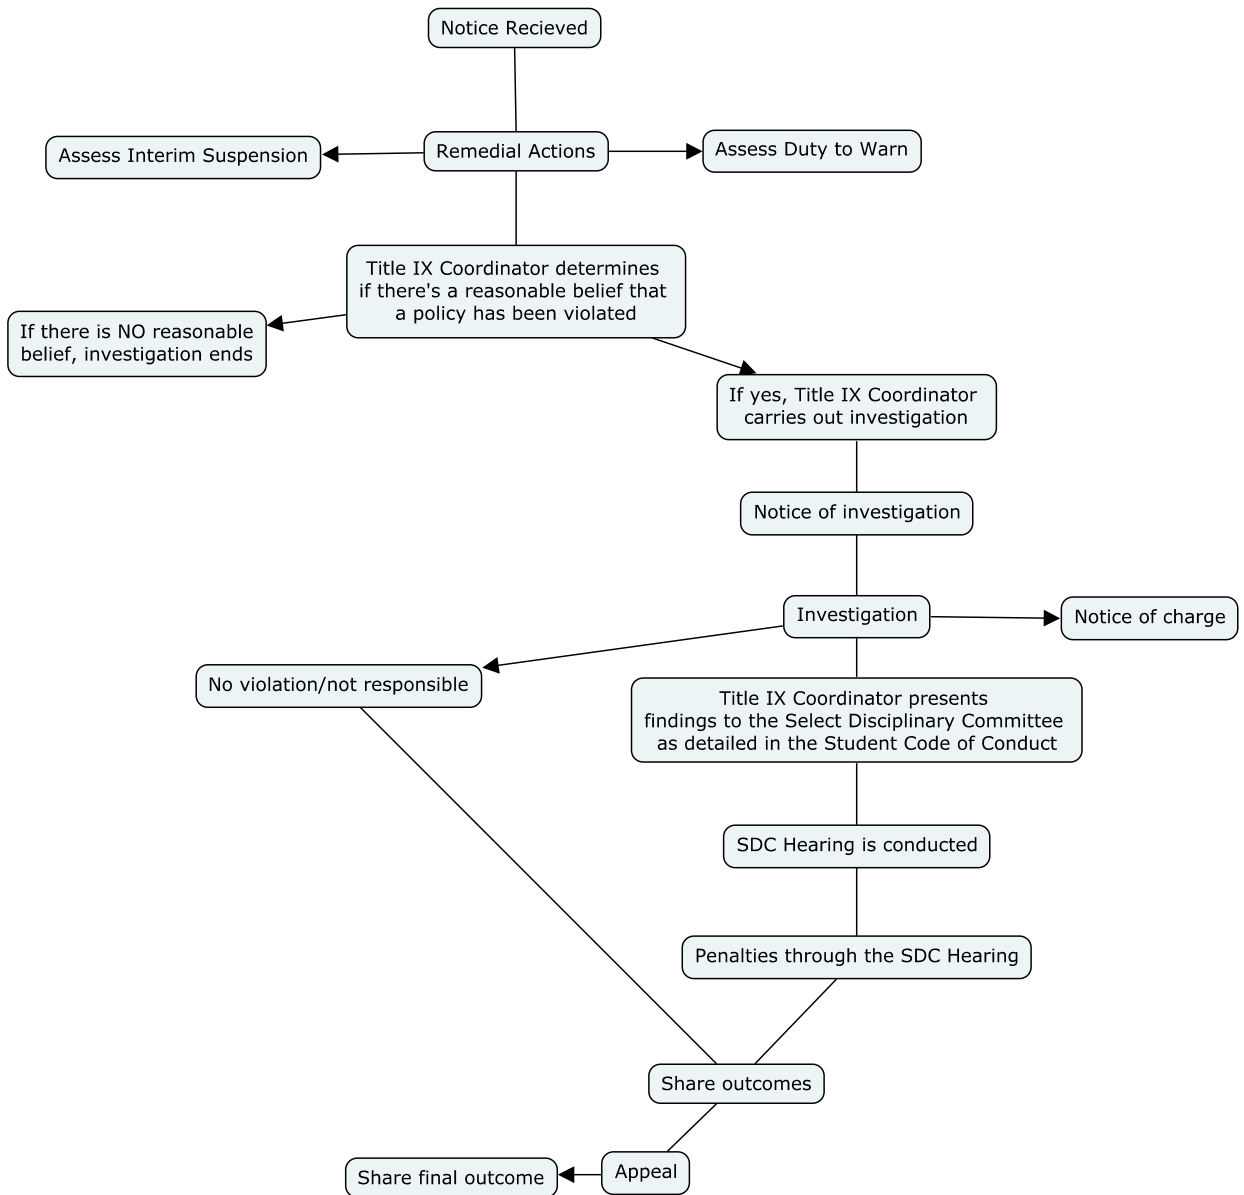 Notice Recieved
Assess Interim Suspension
Remedial Actions
Assess Duty to Warn
Title IX Coordinator determines
if there's a reasonable belief that
a policy has been violated
If there is NO reasonable
belief, investigation ends
If yes, Title IX Coordinator
carries out investigation
Notice of investigation
Investigation
Notice of charge
No violation/not responsible
Title IX Coordinator presents
findings to the Select Disciplinary Committee
as detailed in the Student Code of Conduct
SDC Hearing is conducted
Penalties through the SDC Hearing
Share outcomes
Appeal
Share final outcome